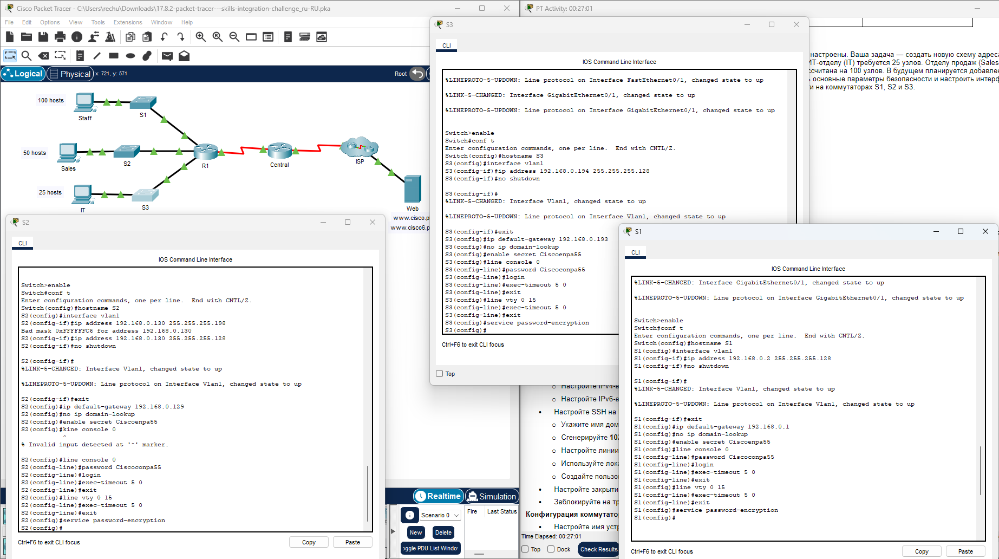 Cisco Packet Tracer - C:\Users\rechu\Downloads\17.8.2-packet-tracer---skills-integration-challenge_ru-RU.pka
File Edit Options View Tools Extensions Window Help
Logical
Physical
x: 721, y: 571
Root
100 hosts
Staff
S1
50 hosts
Sales
S2
R1
Central
ISP
25 hosts
IT
S3
Web
www.cisco.p
www.cisco6.p
PT Activity: 00:27:01
настроены. Ваша задача — создать новую схему адреса
ИТ-отделу (IT) требуется 25 узлов. Отделу продаж (Sales
считана на 100 узлов. В будущем планируется добавле
основные параметры безопасности и настроить интерф
и на коммутаторах S1, S2 и S3.
S3
CLI
IOS Command Line Interface
%LINEPROTO-5-UPDOWN: Line protocol on Interface FastEthernet0/1, changed state to up
%LINK-5-CHANGED: Interface GigabitEthernet0/1, changed state to up
%LINEPROTO-5-UPDOWN: Line protocol on Interface GigabitEthernet0/1, changed state to up
Switch>enable
Switch#conf t
Enter configuration commands, one per line.  End with CNTL/Z.
Switch(config)#hostname S3
S3(config)#interface vlan1
S3(config-if)#ip address 192.168.0.194 255.255.255.128
S3(config-if)#no shutdown
S3(config-if)#
%LINK-5-CHANGED: Interface Vlan1, changed state to up
%LINEPROTO-5-UPDOWN: Line protocol on Interface Vlan1, changed state to up
S3(config-if)#exit
S3(config)#ip default-gateway 192.168.0.193
S3(config)#no ip domain-lookup
S3(config)#enable secret Ciscoenpa55
S3(config)#line console 0
S3(config-line)#password Ciscoconpa55
S3(config-line)#login
S3(config-line)#exec-timeout 5 0
S3(config-line)#exit
S3(config)#line vty 0 15
S3(config-line)#exec-timeout 5 0
S3(config-line)#exit
S3(config)#service password-encryption
S3(config)#
Ctrl+F6 to exit CLI focus
Top
S2
CLI
IOS Command Line Interface
Switch>enable
Switch#conf t
Enter configuration commands, one per line.  End with CNTL/Z.
Switch(config)#hostname S2
S2(config)#interface vlan1
S2(config-if)#ip address 192.168.0.130 255.255.255.198
Bad mask 0xFFFFFFC6 for address 192.168.0.130
S2(config-if)#ip address 192.168.0.130 255.255.255.128
S2(config-if)#no shutdown
S2(config-if)#
%LINK-5-CHANGED: Interface Vlan1, changed state to up
%LINEPROTO-5-UPDOWN: Line protocol on Interface Vlan1, changed state to up
S2(config-if)#exit
S2(config)#ip default-gateway 192.168.0.129
S2(config)#no ip domain-lookup
S2(config)#enable secret Ciscoenpa55
S2(config)#kine console 0
^
% Invalid input detected at '^' marker.
S2(config)#line console 0
S2(config-line)#password Ciscoconpa55
S2(config-line)#login
S2(config-line)#exec-timeout 5 0
S2(config-line)#exit
S2(config)#line vty 0 15
S2(config-line)#exec-timeout 5 0
S2(config-line)#exit
S2(config)#service password-encryption
S2(config)#
Ctrl+F6 to exit CLI focus
Copy
Paste
S1
CLI
IOS Command Line Interface
%LINK-5-CHANGED: Interface GigabitEthernet0/1, changed state to up
%LINEPROTO-5-UPDOWN: Line protocol on Interface GigabitEthernet0/1, changed state to up
Switch>enable
Switch#conf t
Enter configuration commands, one per line.  End with CNTL/Z.
Switch(config)#hostname S1
S1(config)#interface vlan1
S1(config-if)#ip address 192.168.0.2 255.255.255.128
S1(config-if)#no shutdown
S1(config-if)#
%LINK-5-CHANGED: Interface Vlan1, changed state to up
%LINEPROTO-5-UPDOWN: Line protocol on Interface Vlan1, changed state to up
S1(config-if)#exit
S1(config)#ip default-gateway 192.168.0.1
S1(config)#no ip domain-lookup
S1(config)#enable secret Ciscoenpa55
S1(config)#line console 0
S1(config-line)#password Ciscoconpa55
S1(config-line)#login
S1(config-line)#exec-timeout 5 0
S1(config-line)#exit
S1(config)#line vty 0 15
S1(config-line)#exec-timeout 5 0
S1(config-line)#exit
S1(config)#service password-encryption
S1(config)#
Ctrl+F6 to exit CLI focus
Copy
Paste
Настройте IPv4-а
Настройте IPv6-а
Настройте SSH на
Укажите имя дом
Сгенерируйте 102
Настройте линии
Используйте лока
Создайте пользо
Настройте закрыти
Заблокируйте на тр
Конфигурация коммутатор
Настройте имя устр
Time Elapsed: 00:27:01
Top
Dock
Check Results
Realtime
Simulation
Scenario 0
New
Delete
oggle PDU List Windo
Fire
Last Status